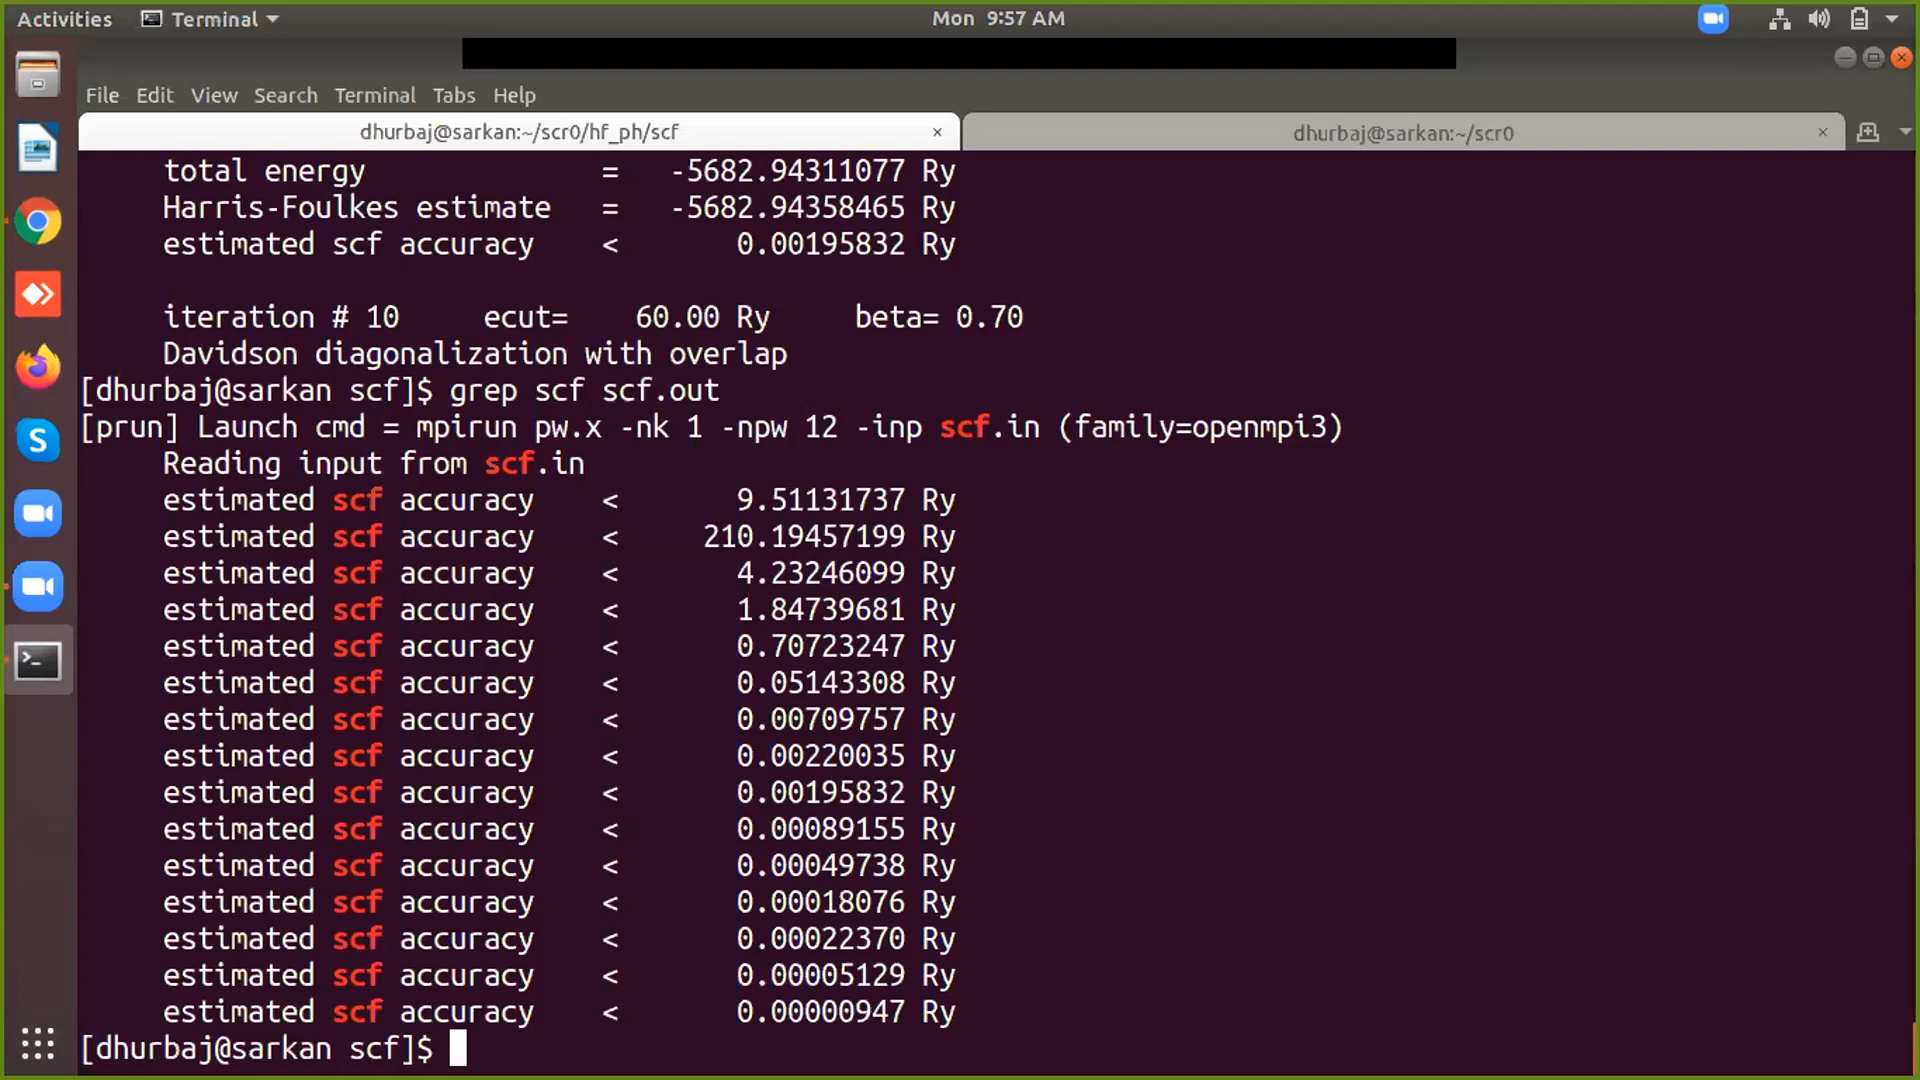 Activities Terminal Mon 9:57 AM
File Edit View Search Terminal Tabs Help
dhurbaj@sarkan:~/scr0/hf_ph/scf × dhurbaj@sarkan:~/scr0 ×
total energy = -5682.94311077 Ry
Harris-Foulkes estimate = -5682.94358465 Ry
estimated scf accuracy < 0.00195832 Ry
iteration # 10 ecut= 60.00 Ry beta= 0.70
Davidson diagonalization with overlap
[dhurbaj@sarkan scf]$ grep scf scf.out
[prun] Launch cmd = mpirun pw.x -nk 1 -npw 12 -inp scf.in (family=openmpi3)
Reading input from scf.in
estimated scf accuracy < 9.51131737 Ry
estimated scf accuracy < 210.19457199 Ry
estimated scf accuracy < 4.23246099 Ry
estimated scf accuracy < 1.84739681 Ry
estimated scf accuracy < 0.70723247 Ry
estimated scf accuracy < 0.05143308 Ry
estimated scf accuracy < 0.00709757 Ry
estimated scf accuracy < 0.00220035 Ry
estimated scf accuracy < 0.00195832 Ry
estimated scf accuracy < 0.00089155 Ry
estimated scf accuracy < 0.00049738 Ry
estimated scf accuracy < 0.00018076 Ry
estimated scf accuracy < 0.00022370 Ry
estimated scf accuracy < 0.00005129 Ry
estimated scf accuracy < 0.00000947 Ry
[dhurbaj@sarkan scf]$